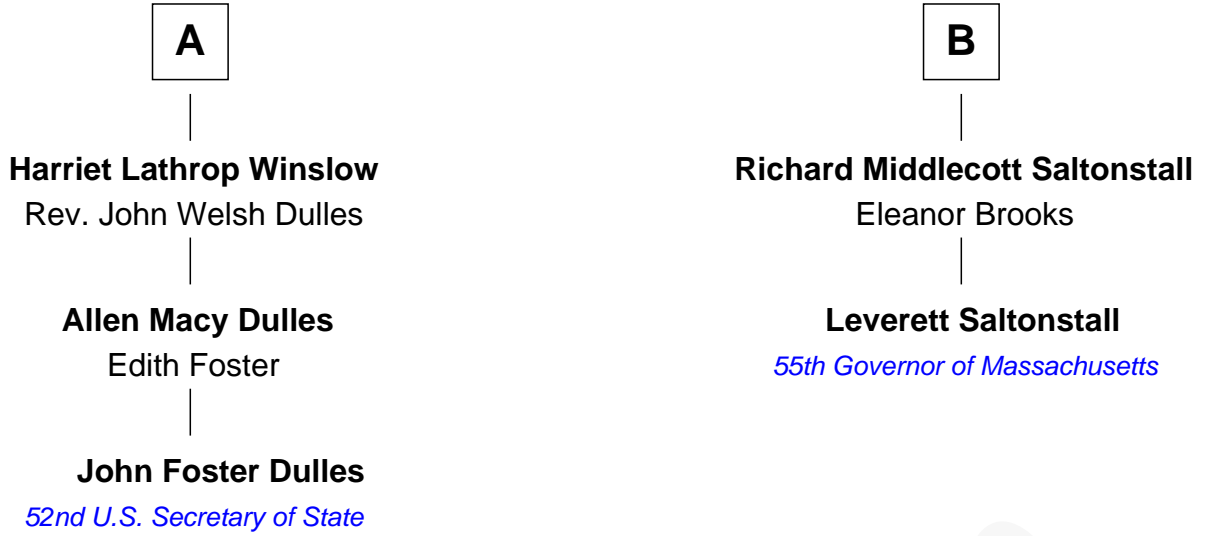 A
Harriet Lathrop Winslow
Rev. John Welsh Dulles
Allen Macy Dulles
Edith Foster
John Foster Dulles
52nd U.S. Secretary of State
B
Richard Middlecott Saltonstall
Eleanor Brooks
Leverett Saltonstall
55th Governor of Massachusetts